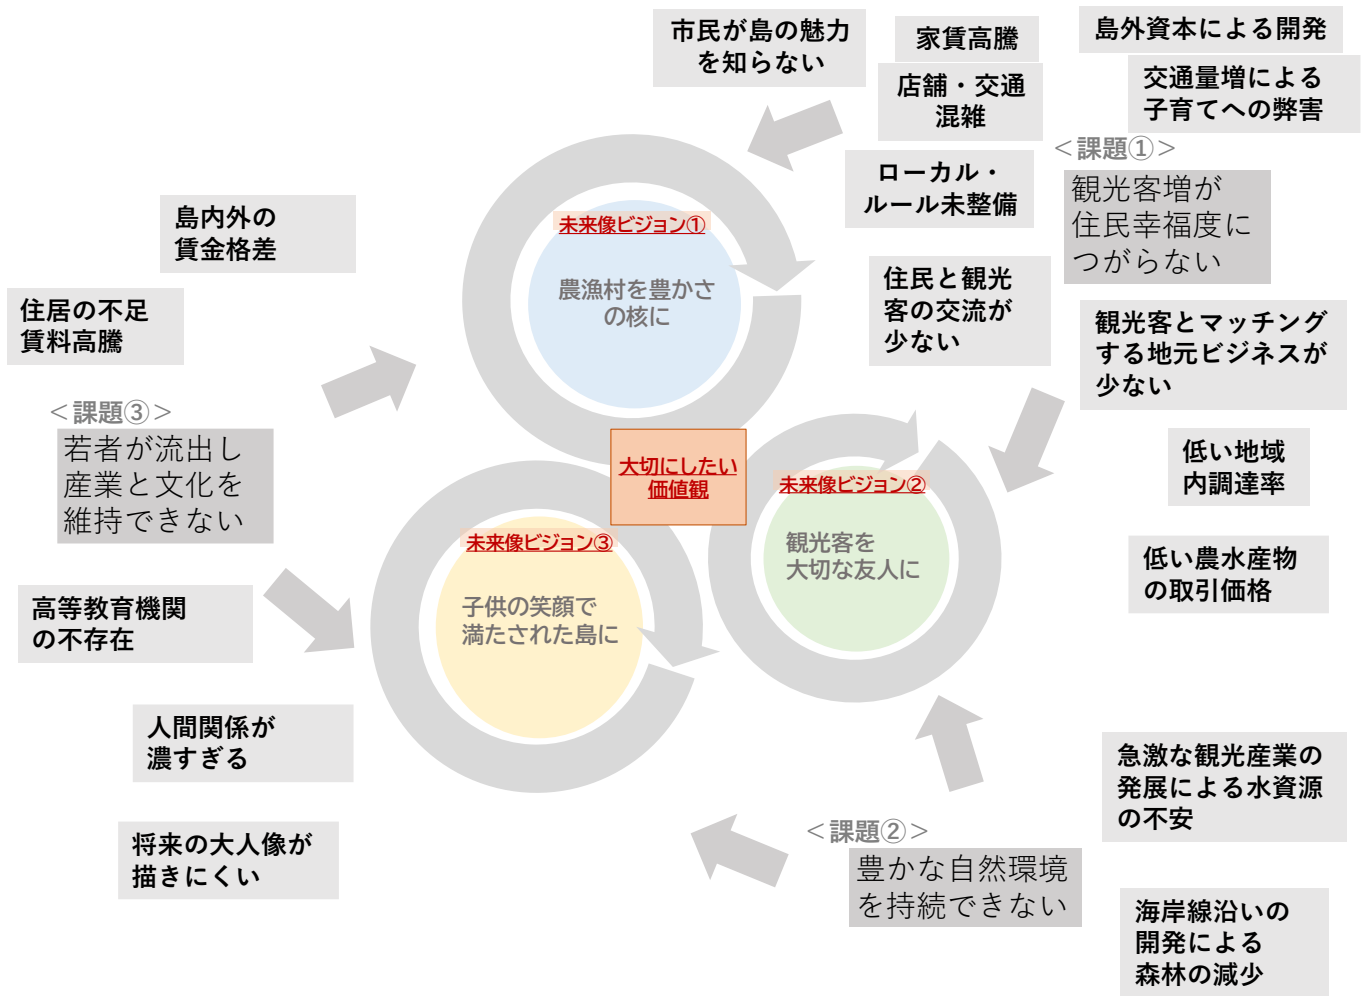 市民が島の魅力
を知らない
家賃高騰
島外資本による開発
店舗・交通
混雑
交通量増による
子育てへの弊害
＜課題①＞
観光客増が
住民幸福度に
つがらない
ローカル・
ルール未整備
島内外の
賃金格差
未来像ビジョン①
農漁村を豊かさ
の核に
住民と観光
客の交流が
少ない
住居の不足
賃料高騰
観光客とマッチング
する地元ビジネスが
少ない
＜課題③＞
若者が流出し
産業と文化を
維持できない
大切にしたい
価値観
未来像ビジョン②
観光客を
大切な友人に
低い地域
内調達率
未来像ビジョン③
子供の笑顔で
満たされた島に
低い農水産物
の取引価格
高等教育機関
の不存在
人間関係が
濃すぎる
急激な観光産業の
発展による水資源
の不安
将来の大人像が
描きにくい
＜課題②＞
豊かな自然環境
を持続できない
海岸線沿いの
開発による
森林の減少